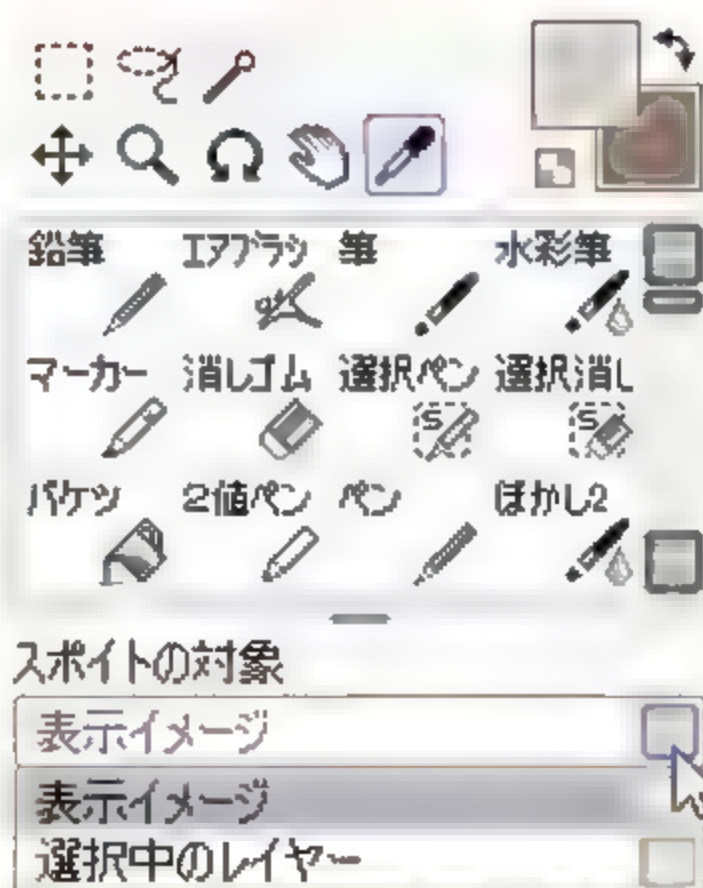 鉛筆 エアブラシ 筆 水彩筆
マーカー 消しゴム 選択ペン 選択消し
バケツ 2値ペン ペン ぼかし2
スポイトの対象
表示イメージ
表示イメージ
選択中のレイヤー